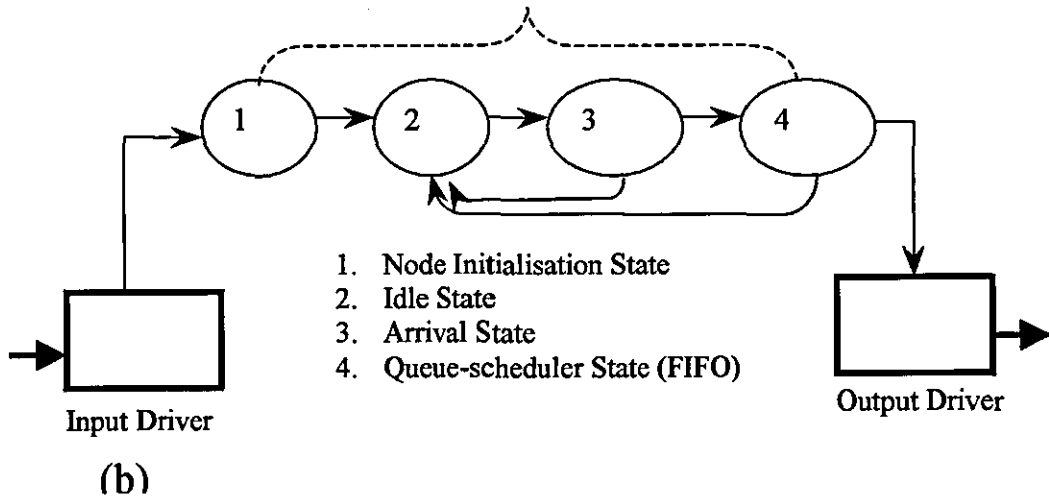 1 2 3 4
1. Node Initialisation State
2. Idle State
3. Arrival State
4. Queue-scheduler State (FIFO)
Input Driver
Output Driver
(b)